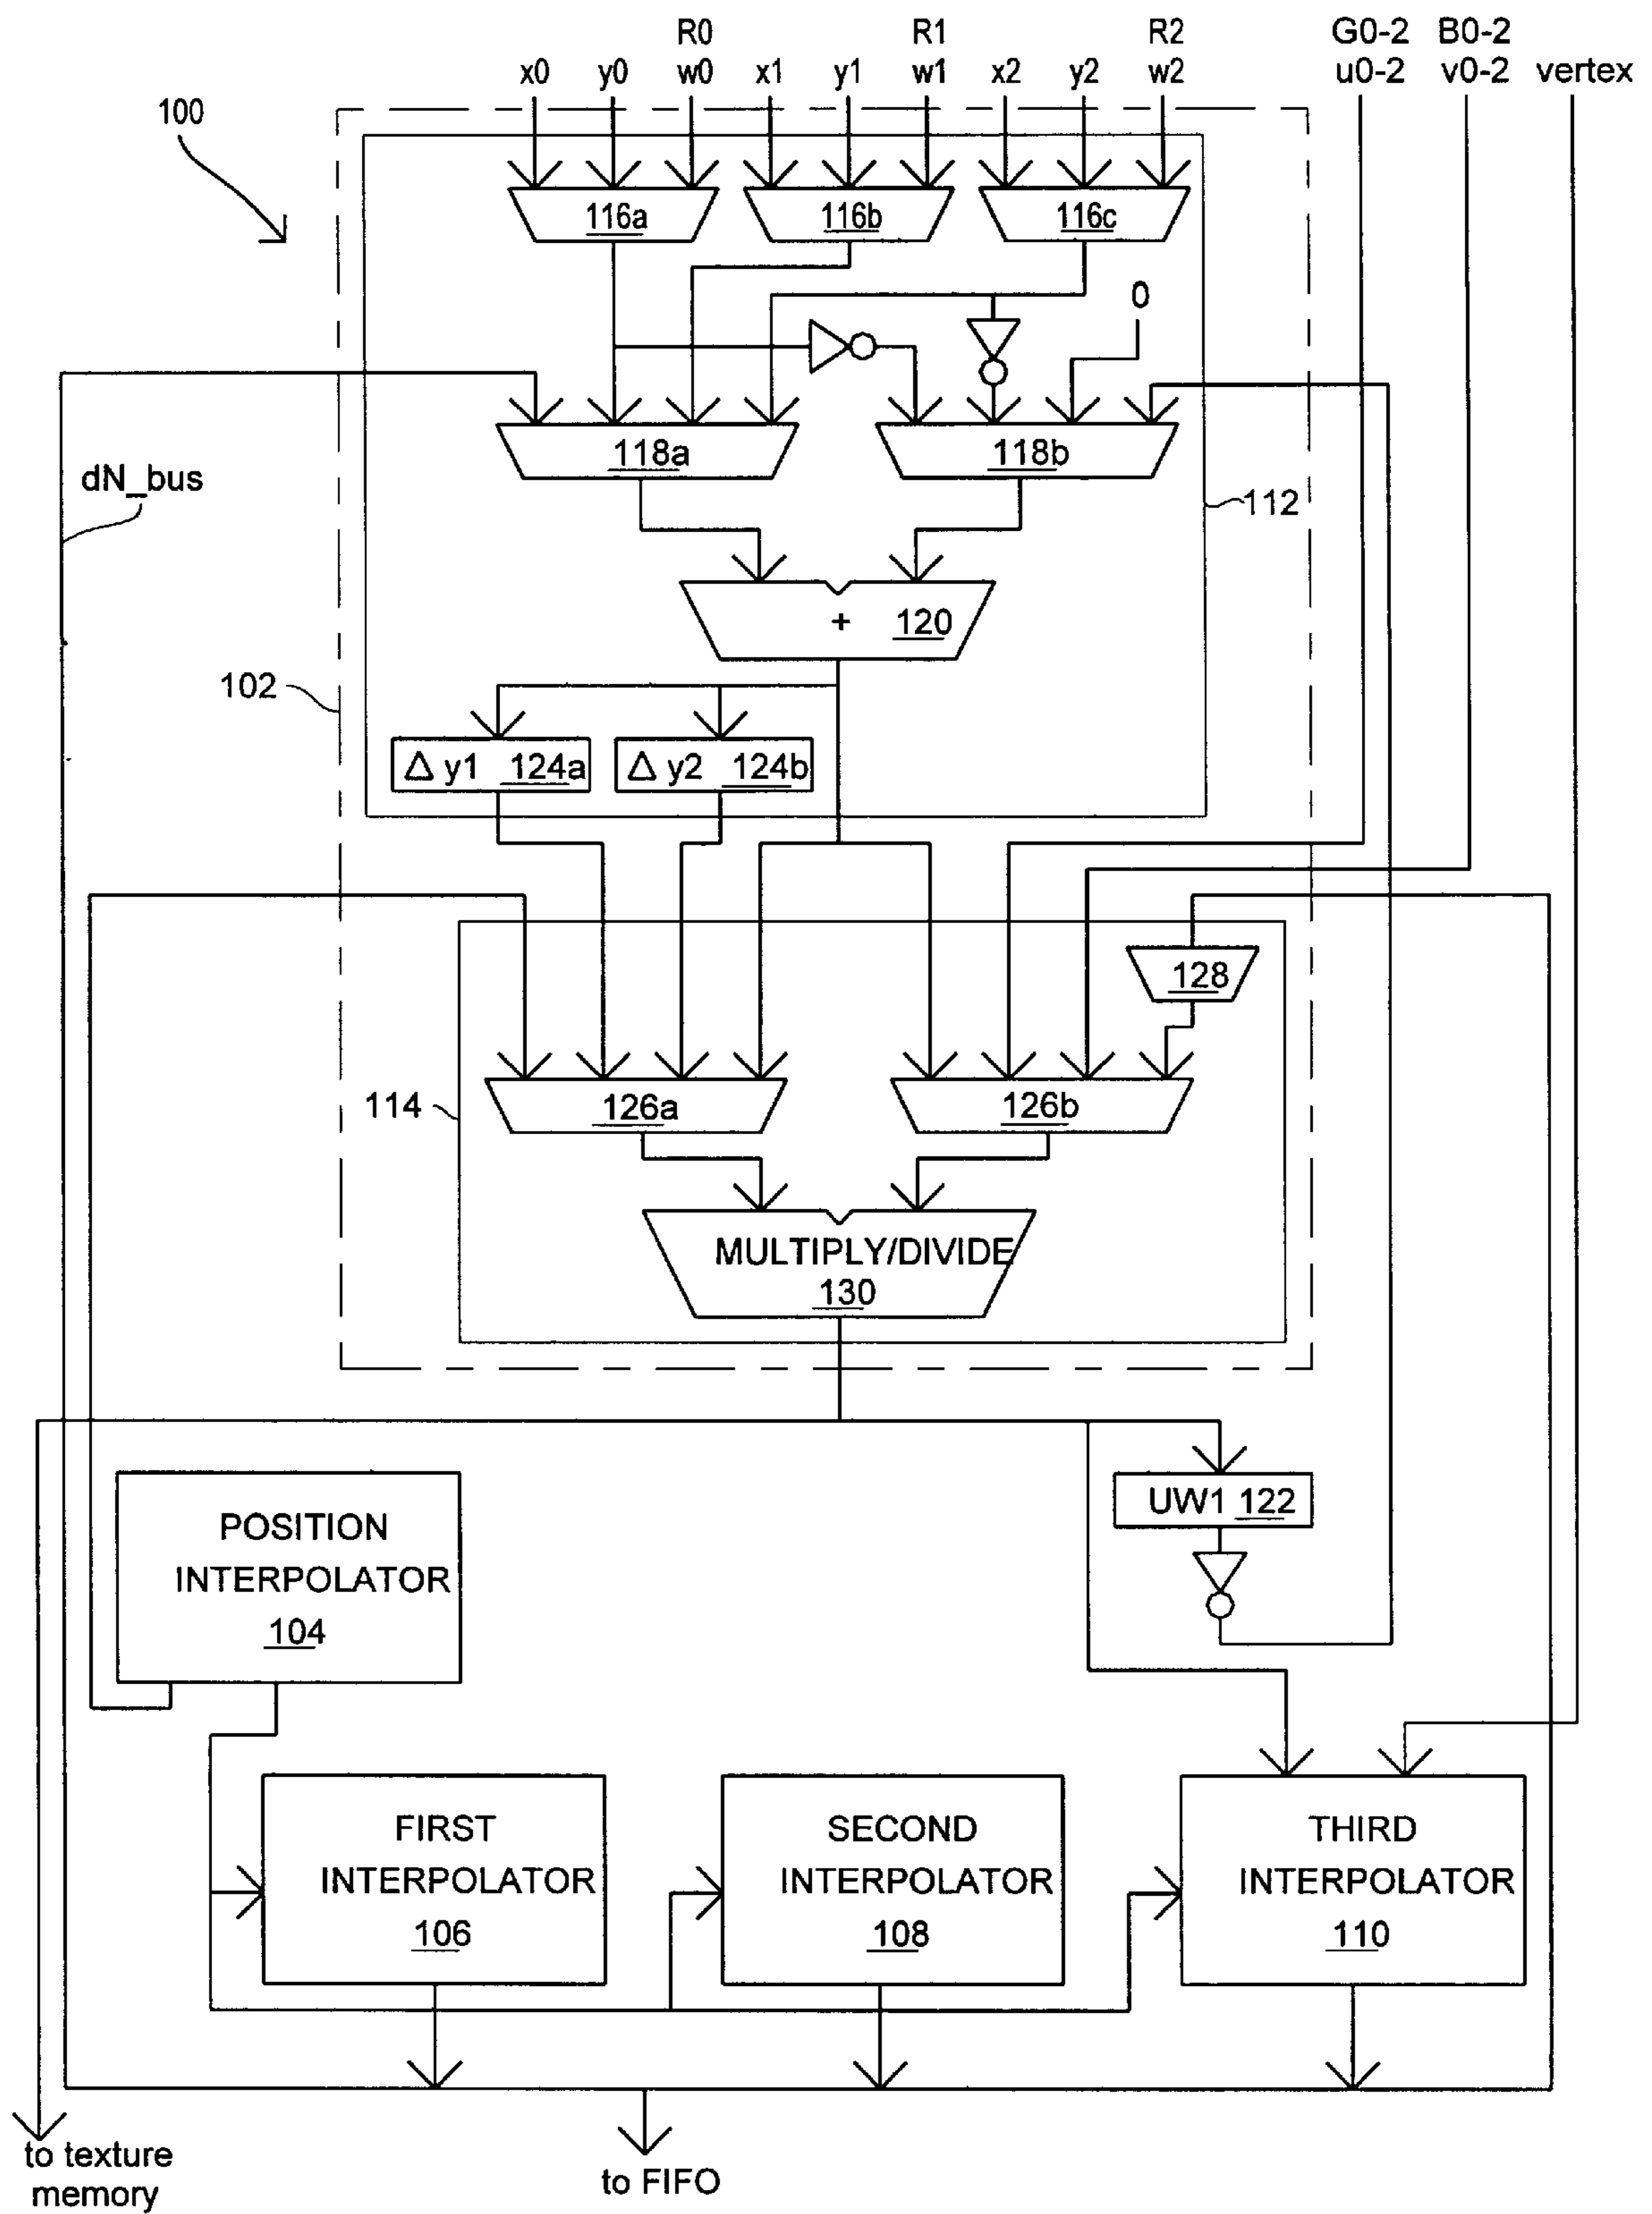 R0 R1 R2 G0-2 B0-2
x0 y0 w0 x1 y1 w1 x2 y2 w2 u0-2 v0-2 vertex
100
116a 116b 116c
0
118a 118b
dN_bus
112
+ 120
102
Δ y1 124a Δ y2 124b
128
114
126a 126b
MULTIPLY/DIVIDE
130
UW1 122
POSITION
INTERPOLATOR
104
FIRST
INTERPOLATOR
106
SECOND
INTERPOLATOR
108
THIRD
INTERPOLATOR
110
to texture
memory
to FIFO